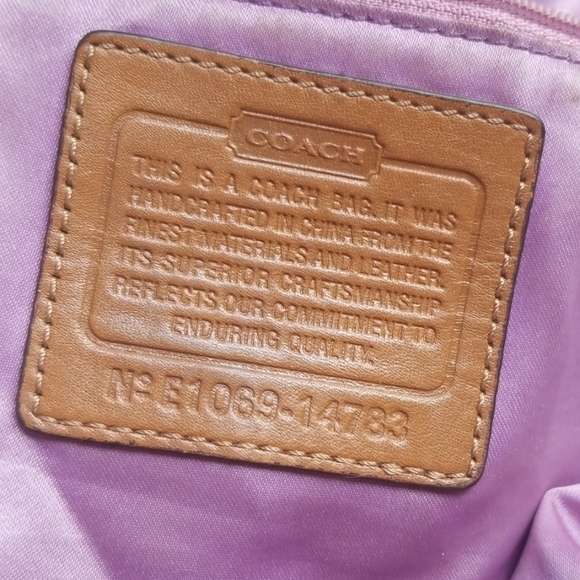 COACH
THIS IS A COACH BAG. IT WAS
HANDCRAFTED IN CHINA FROM THE
FINEST MATERIALS AND LEATHER.
ITS SUPERIOR CRAFTSMANSHIP
REFLECTS OUR COMMITMENT TO
ENDURING QUALITY.
Nº E1069-14783